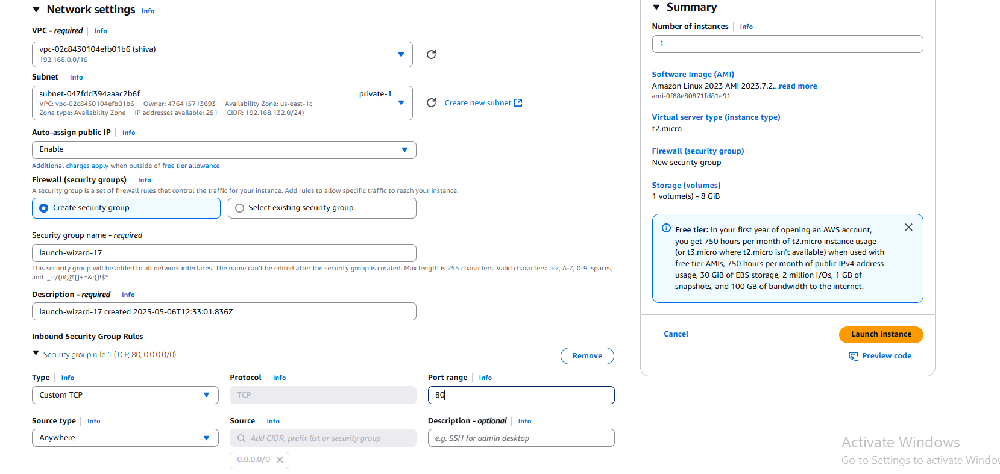 Network settings Info
VPC - required Info
vpc-02c8430104efb01b6 (shiva)
192.168.0.0/16
Subnet Info
subnet-047fdd394aaac2b6f private-1
VPC: vpc-02c8430104efb01b6 Owner: 476415713693 Availability Zone: us-east-1c
Zone type: Availability Zone IP addresses available: 251 CIDR: 192.168.132.0/24)
Create new subnet
Auto-assign public IP Info
Enable
Additional charges apply when outside of free tier allowance
Firewall (security groups) Info
A security group is a set of firewall rules that control the traffic for your instance. Add rules to allow specific traffic to reach your instance.
Create security group
Select existing security group
Security group name - required
launch-wizard-17
This security group will be added to all network interfaces. The name can't be edited after the security group is created. Max length is 255 characters. Valid characters: a-z, A-Z, 0-9, spaces,
and ._-:/()#,@[]+=&;{}!$*
Description - required Info
launch-wizard-17 created 2025-05-06T12:33:01.836Z
Inbound Security Group Rules
Security group rule 1 (TCP, 80, 0.0.0.0/0)
Remove
Type Info
Protocol Info
Port range Info
Custom TCP
TCP
80
Source type Info
Source Info
Description - optional Info
Anywhere
Add CIDR, prefix list or security group
e.g. SSH for admin desktop
0.0.0.0/0
Summary
Number of instances Info
1
Software Image (AMI)
Amazon Linux 2023 AMI 2023.7.2...read more
ami-0f88e80871fd81e91
Virtual server type (instance type)
t2.micro
Firewall (security group)
New security group
Storage (volumes)
1 volume(s) - 8 GiB
Free tier: In your first year of opening an AWS account,
you get 750 hours per month of t2.micro instance usage
(or t3.micro where t2.micro isn't available) when used with
free tier AMIs, 750 hours per month of public IPv4 address
usage, 30 GiB of EBS storage, 2 million I/Os, 1 GB of
snapshots, and 100 GB of bandwidth to the internet.
Cancel
Launch instance
Preview code
Activate Windows
Go to Settings to activate Windo